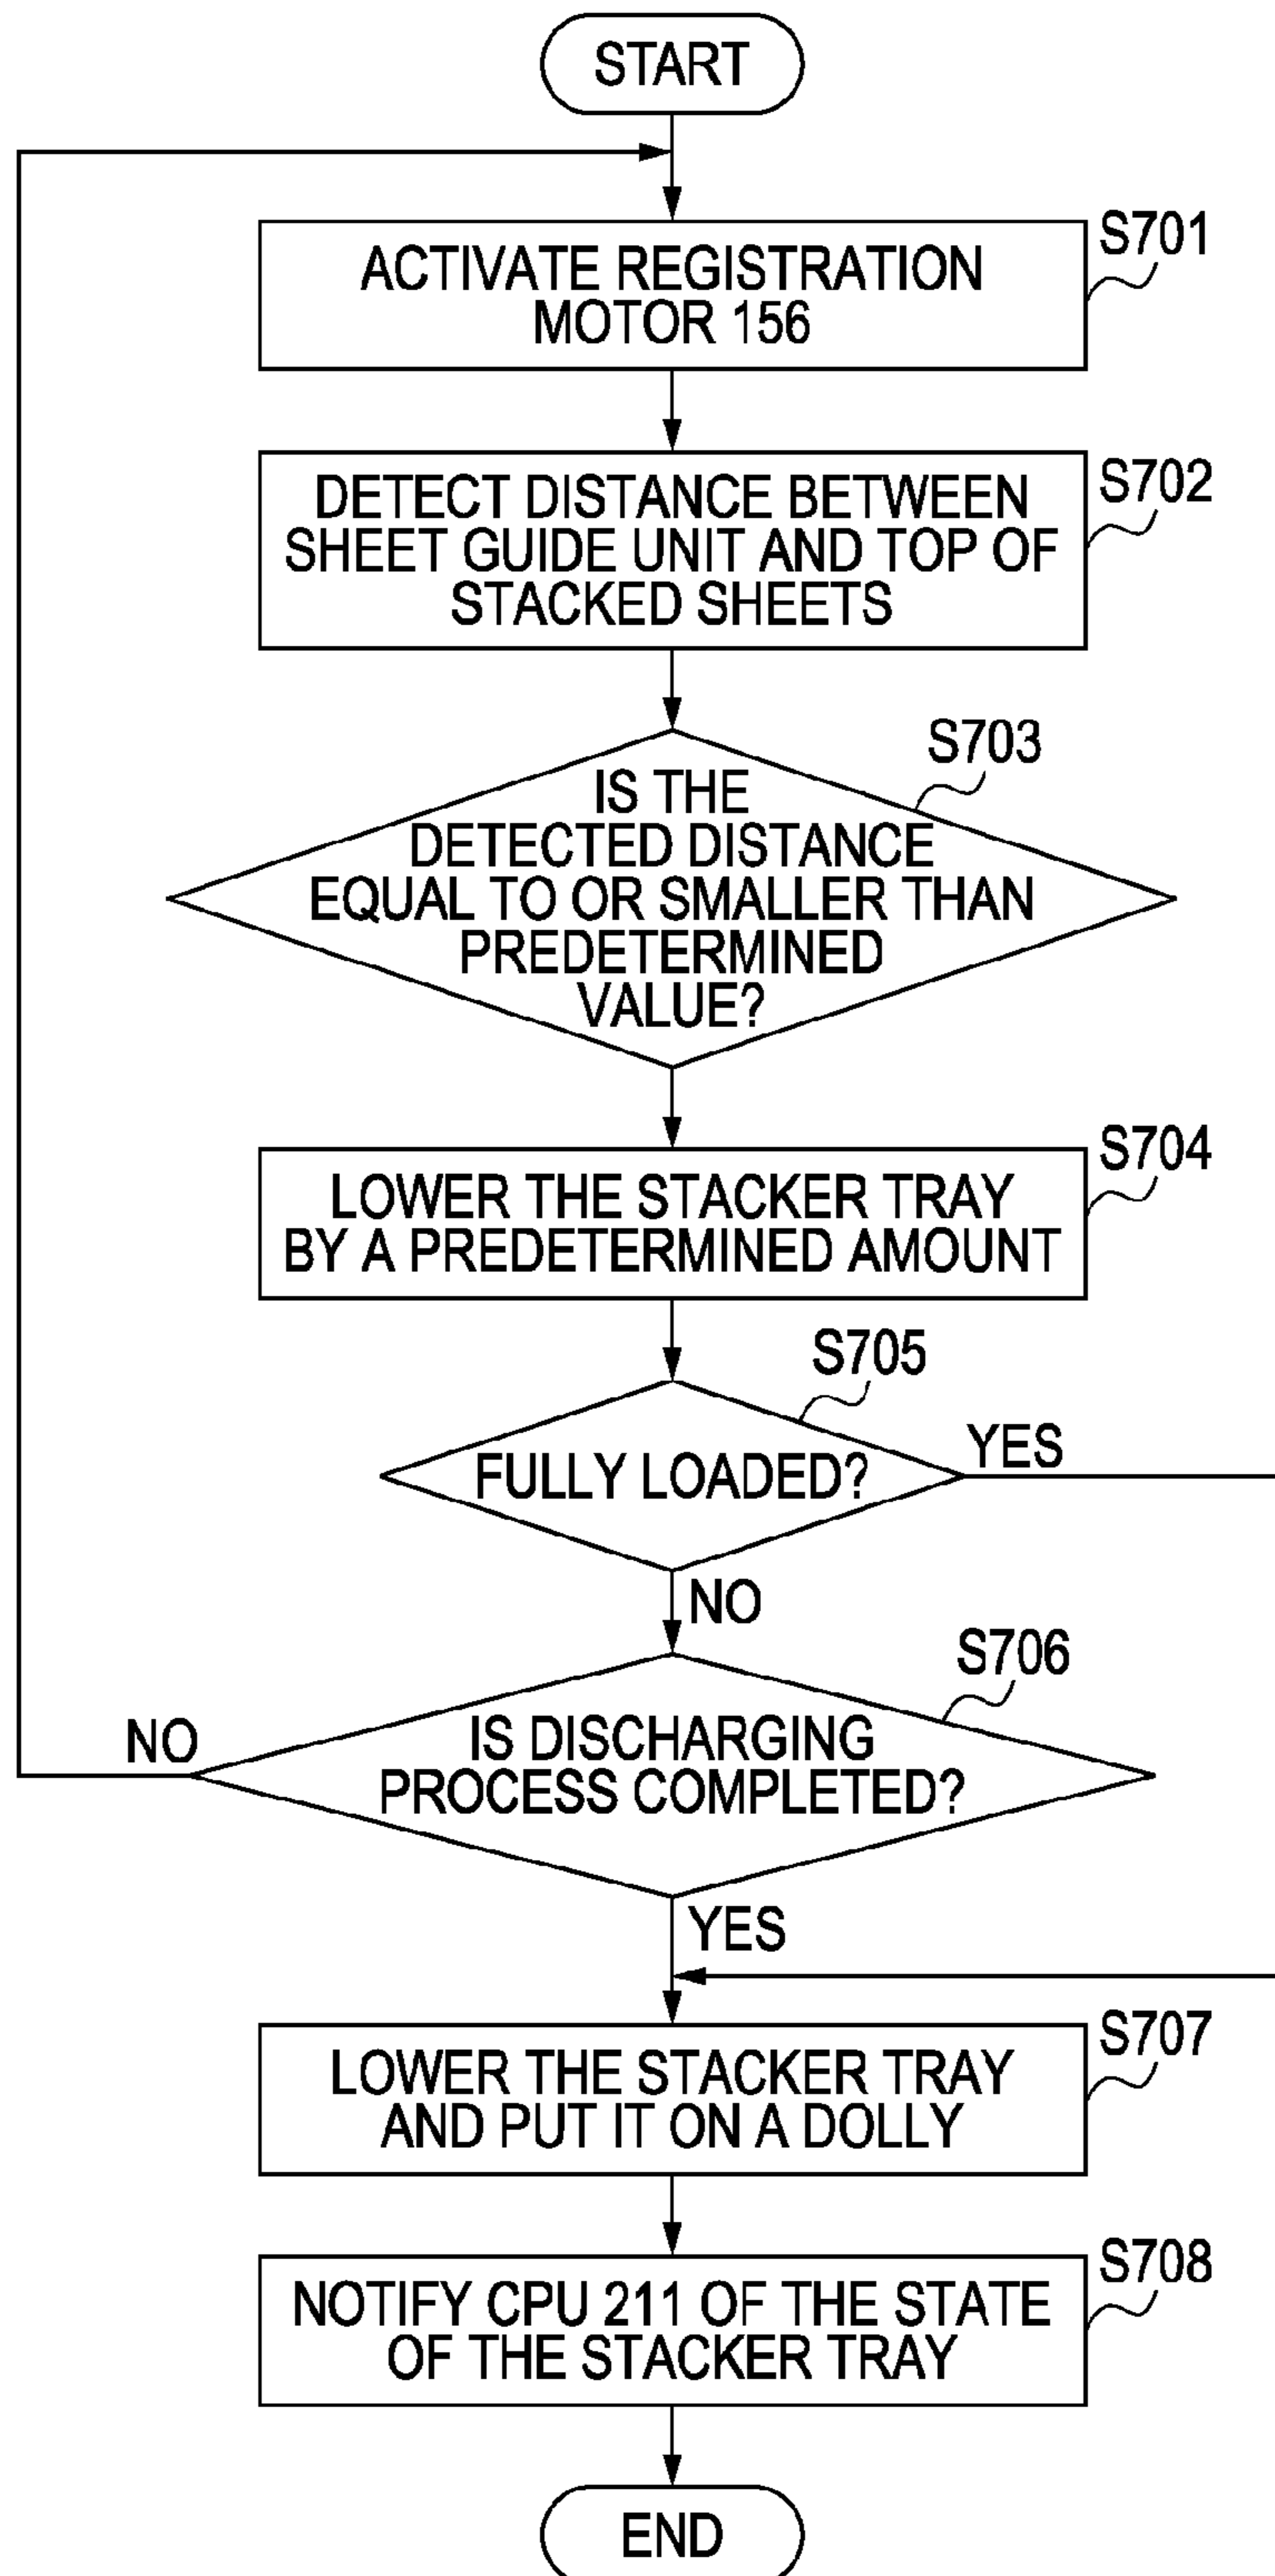 START
S701
ACTIVATE REGISTRATION
MOTOR 156
S702
DETECT DISTANCE BETWEEN
SHEET GUIDE UNIT AND TOP OF
STACKED SHEETS
S703
IS THE
DETECTED DISTANCE
EQUAL TO OR SMALLER THAN
PREDETERMINED
VALUE?
S704
LOWER THE STACKER TRAY
BY A PREDETERMINED AMOUNT
S705
FULLY LOADED?
YES
NO
S706
IS DISCHARGING
PROCESS COMPLETED?
NO
YES
S707
LOWER THE STACKER TRAY
AND PUT IT ON A DOLLY
S708
NOTIFY CPU 211 OF THE STATE
OF THE STACKER TRAY
END